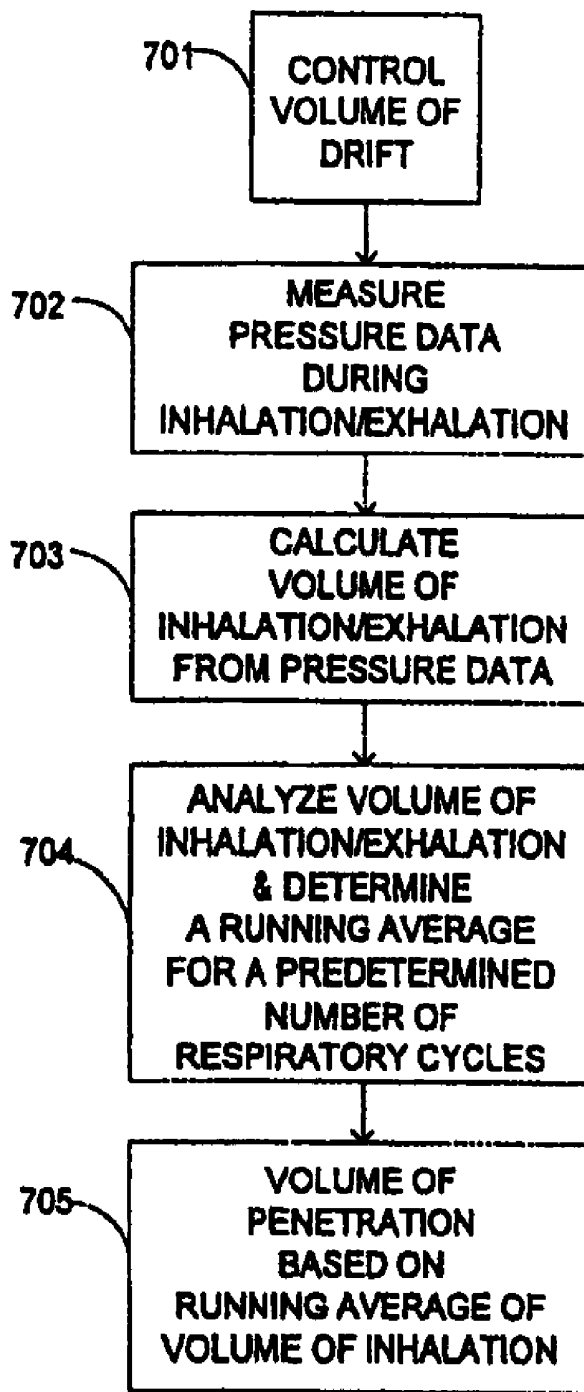 701
CONTROL
VOLUME OF
DRIFT
702
MEASURE
PRESSURE DATA
DURING
INHALATION/EXHALATION
703
CALCULATE
VOLUME OF
INHALATION/EXHALATION
FROM PRESSURE DATA
704
ANALYZE VOLUME OF
INHALATION/EXHALATION
& DETERMINE
A RUNNING AVERAGE
FOR A PREDETERMINED
NUMBER OF
RESPIRATORY CYCLES
705
VOLUME OF
PENETRATION
BASED ON
RUNNING AVERAGE OF
VOLUME OF INHALATION